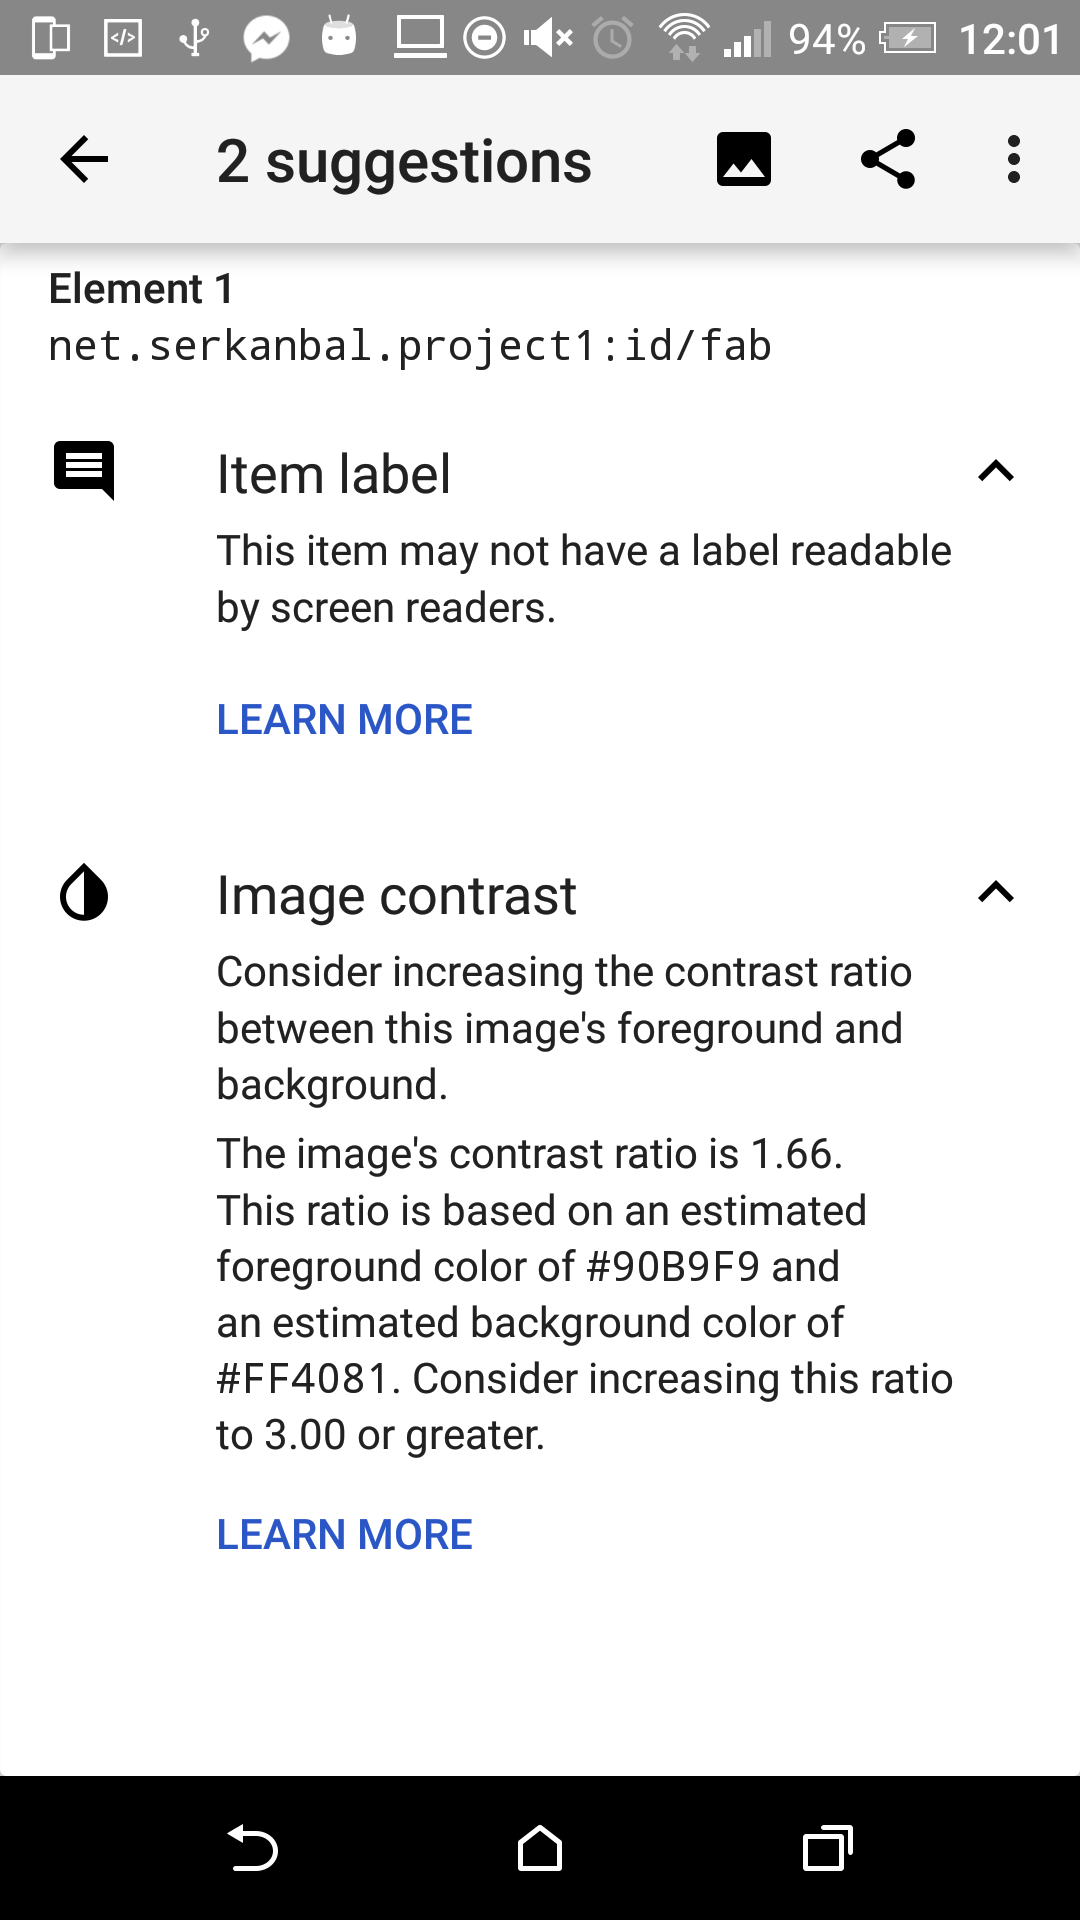 94% 12:01
2 suggestions
Element 1
net.serkanbal.project1:id/fab
Item label
This item may not have a label readable
by screen readers.
LEARN MORE
Image contrast
Consider increasing the contrast ratio
between this image's foreground and
background.
The image's contrast ratio is 1.66.
This ratio is based on an estimated
foreground color of #90B9F9 and
an estimated background color of
#FF4081. Consider increasing this ratio
to 3.00 or greater.
LEARN MORE